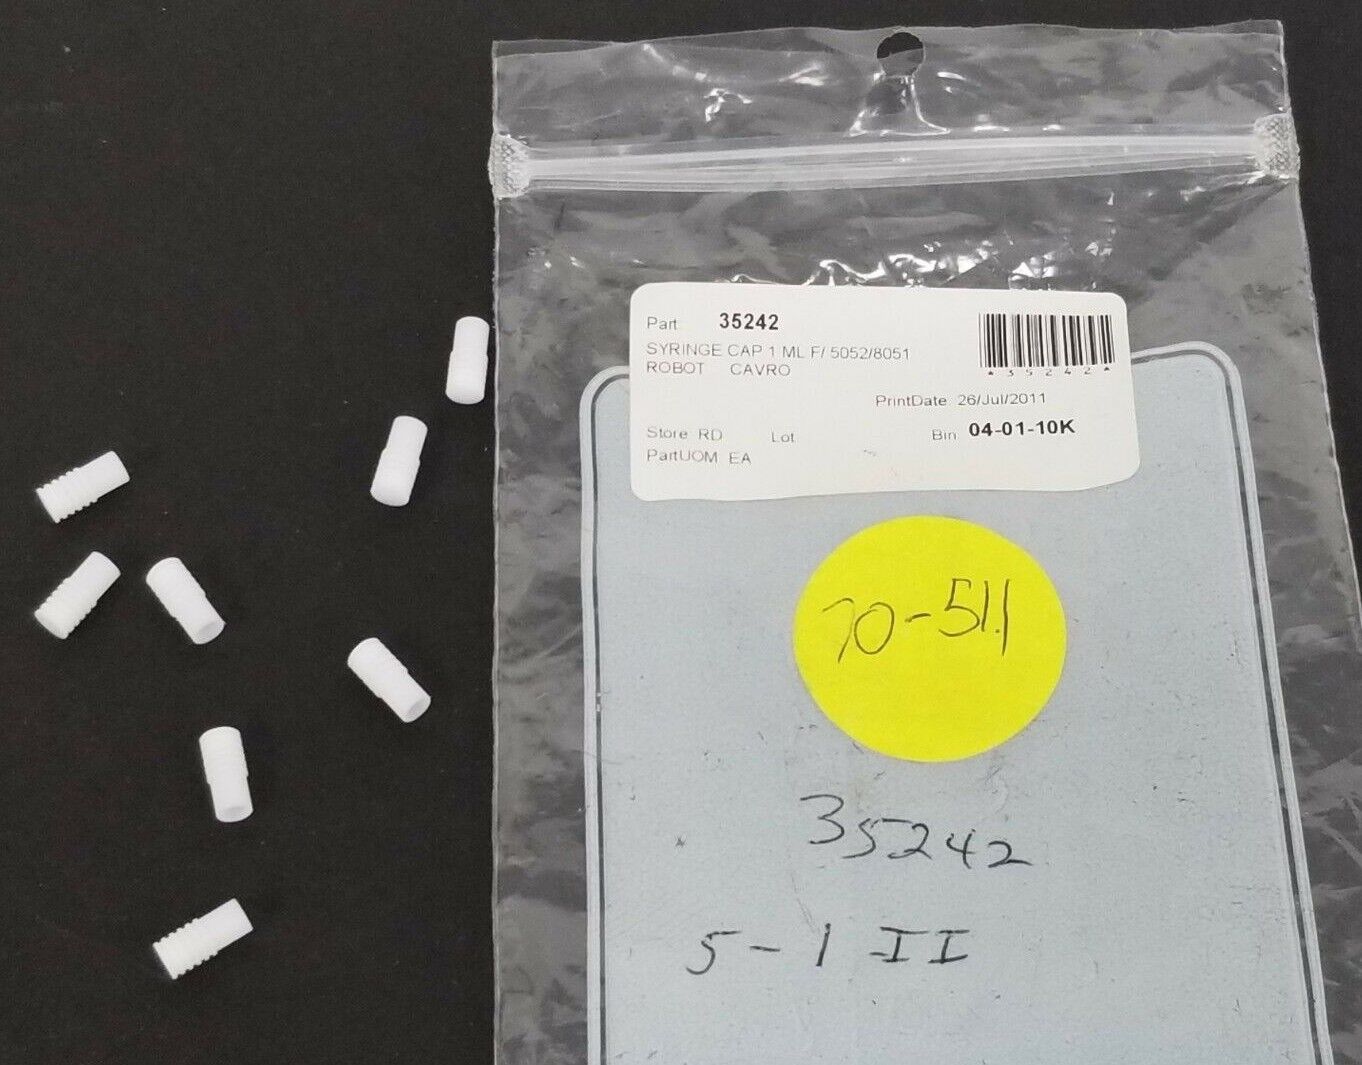 Part 35242
SYRINGE CAP 1 ML F/ 5052/8051
ROBOT CAVRO
*35242*
PrintDate 26/Jul/2011
Store RD Lot Bin 04-01-10K
PartUOM EA
70-511
35242
5-1 II